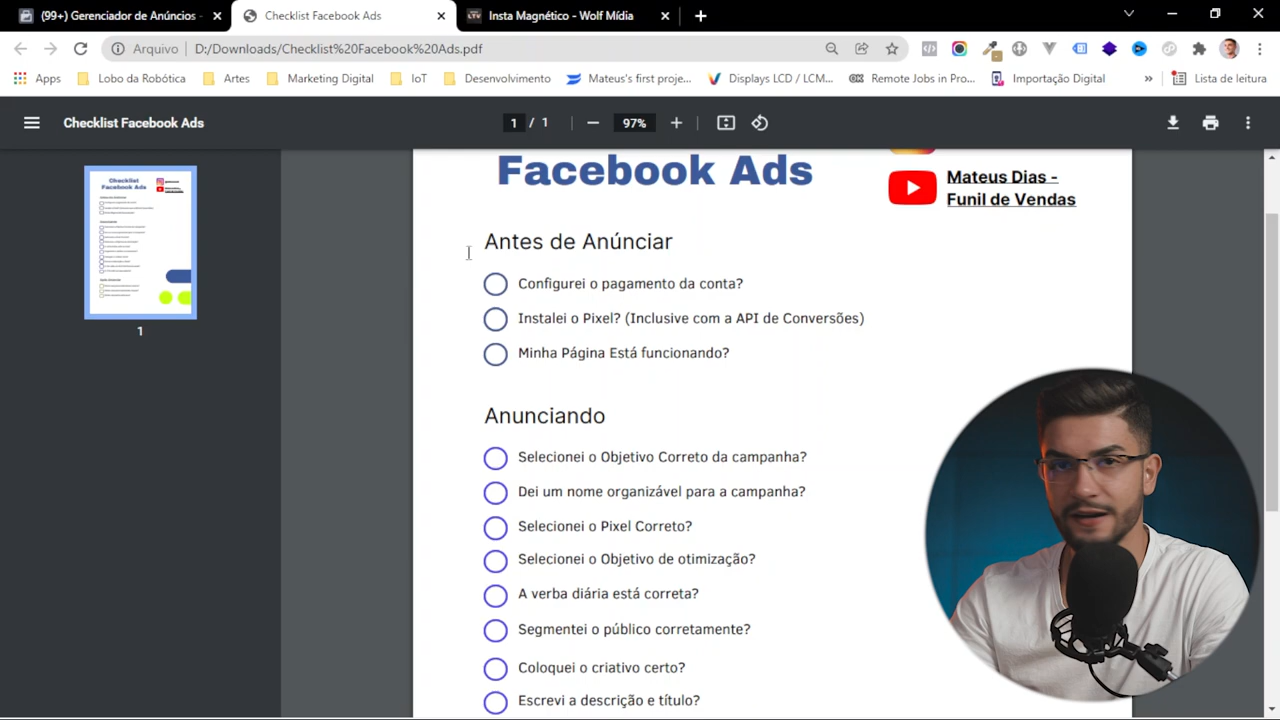 (99+) Gerenciador de Anúncios -
Checklist Facebook Ads
Insta Magnético - Wolf Mídia
Arquivo
D:/Downloads/Checklist%20Facebook%20Ads.pdf
Apps
Lobo da Robótica
Artes
Marketing Digital
IoT
Desenvolvimento
Mateus's first proje...
Displays LCD / LCM...
Remote Jobs in Pro...
Importação Digital
»
Lista de leitura
Checklist Facebook Ads
1 / 1
97%
Checklist
Facebook Ads
1
Facebook Ads
Mateus Dias -
Funil de Vendas
Antes de Anúnciar
Configurei o pagamento da conta?
Instalei o Pixel? (Inclusive com a API de Conversões)
Minha Página Está funcionando?
Anunciando
Selecionei o Objetivo Correto da campanha?
Dei um nome organizável para a campanha?
Selecionei o Pixel Correto?
Selecionei o Objetivo de otimização?
A verba diária está correta?
Segmentei o público corretamente?
Coloquei o criativo certo?
Escrevi a descrição e título?